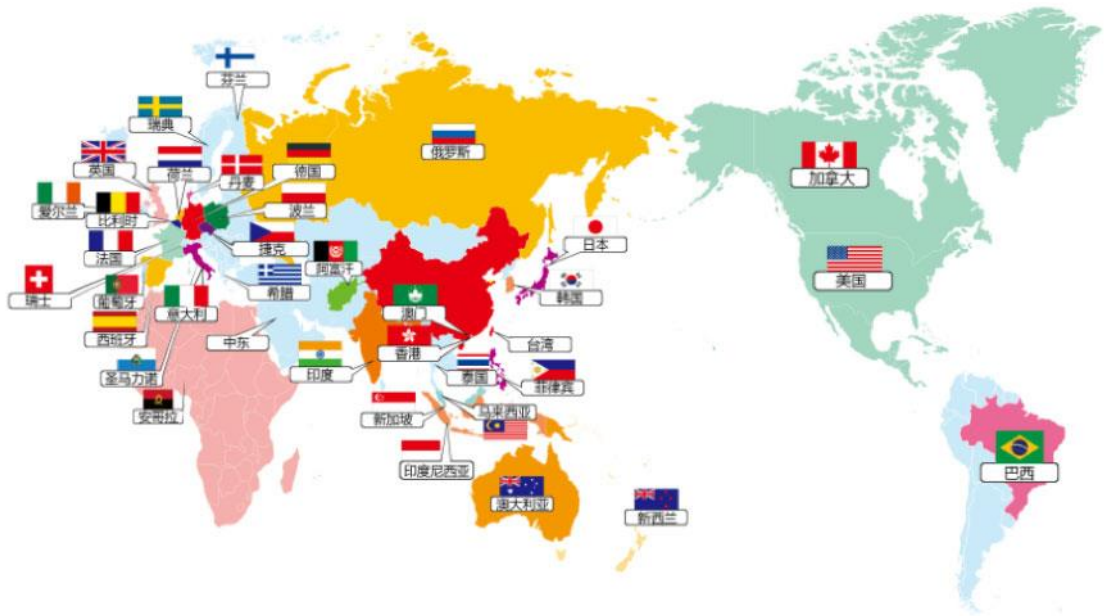 芬兰
瑞典
俄罗斯
英国
荷兰
丹麦
德国
加拿大
爱尔兰
比利时
波兰
法国
捷克
日本
阿富汗
瑞士
葡萄牙
意大利
希腊
韩国
美国
澳门
西班牙
中东
香港
台湾
圣马力诺
印度
泰国
菲律宾
安哥拉
新加坡
马来西亚
印度尼西亚
巴西
澳大利亚
新西兰